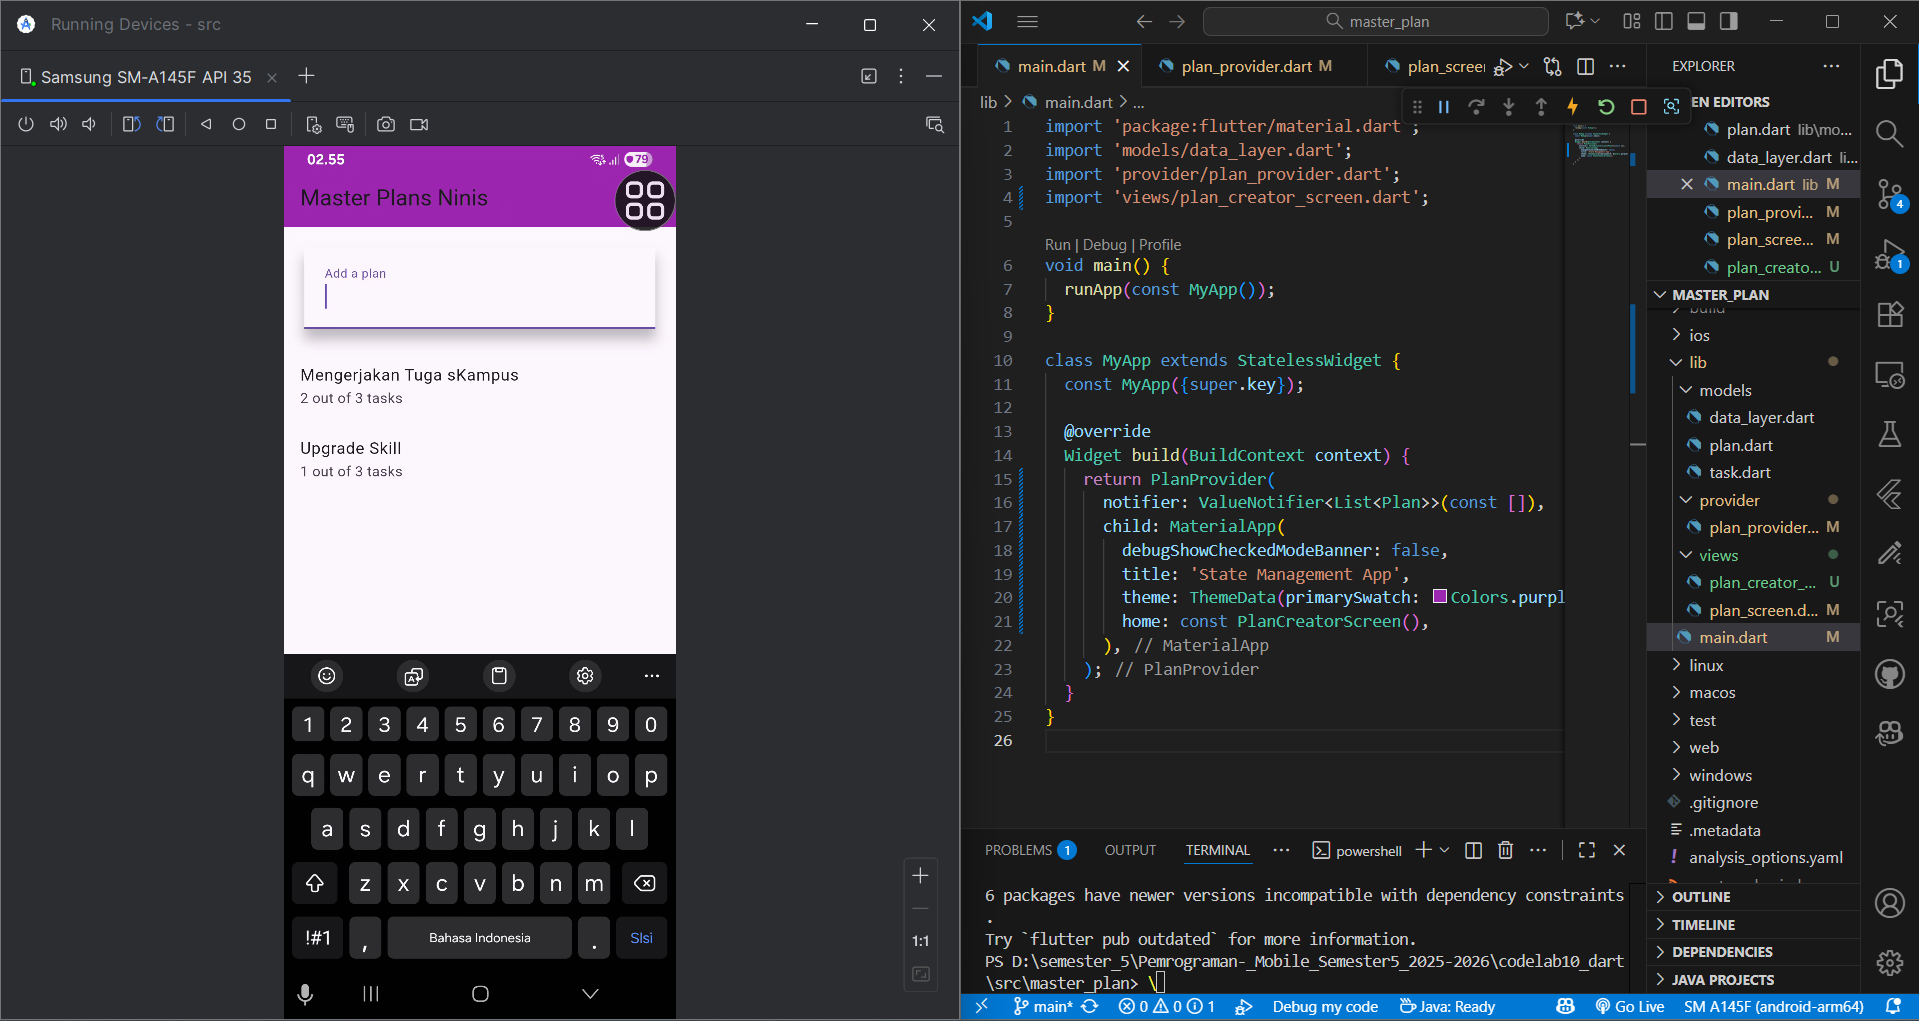 Running Devices - src
Samsung SM-A145F API 35
02.55
79
Master Plans Ninis
Add a plan
Mengerjakan Tuga sKampus
2 out of 3 tasks
Upgrade Skill
1 out of 3 tasks
1 2 3 4 5 6 7 8 9 0
q w e r t y u i o p
a s d f g h j k l
z x c v b n m
!#1 , Bahasa Indonesia . Slsi
1:1
master_plan
main.dart M
plan_provider.dart M
plan_scree
lib > main.dart > ...
1 import 'package:flutter/material.dart';
2 import 'models/data_layer.dart';
3 import 'provider/plan_provider.dart';
4 import 'views/plan_creator_screen.dart';
5
Run | Debug | Profile
6 void main() {
7 runApp(const MyApp());
8 }
9
10 class MyApp extends StatelessWidget {
11 const MyApp({super.key});
12
13 @override
14 Widget build(BuildContext context) {
15 return PlanProvider(
16 notifier: ValueNotifier<List<Plan>>(const []),
17 child: MaterialApp(
18 debugShowCheckedModeBanner: false,
19 title: 'State Management App',
20 theme: ThemeData(primarySwatch: Colors.purpl
21 home: const PlanCreatorScreen(),
22 ), // MaterialApp
23 ); // PlanProvider
24 }
25 }
26
PROBLEMS 1
OUTPUT
TERMINAL
powershell
6 packages have newer versions incompatible with dependency constraints
.
Try `flutter pub outdated` for more information.
PS D:\semester_5\Pemrograman-_Mobile_Semester5_2025-2026\codelab10_dart
\src\master_plan> \
EXPLORER
EN EDITORS
plan.dart lib\mo...
data_layer.dart li...
main.dart lib M
plan_provi... M
plan_scree... M
plan_creato... U
MASTER_PLAN
build
ios
lib
models
data_layer.dart
plan.dart
task.dart
provider
plan_provider... M
views
plan_creator_... U
plan_screen.d... M
main.dart M
linux
macos
test
web
windows
.gitignore
.metadata
analysis_options.yaml
OUTLINE
TIMELINE
DEPENDENCIES
JAVA PROJECTS
4
1
main*
0 0 1
Debug my code
Java: Ready
Go Live
SM A145F (android-arm64)